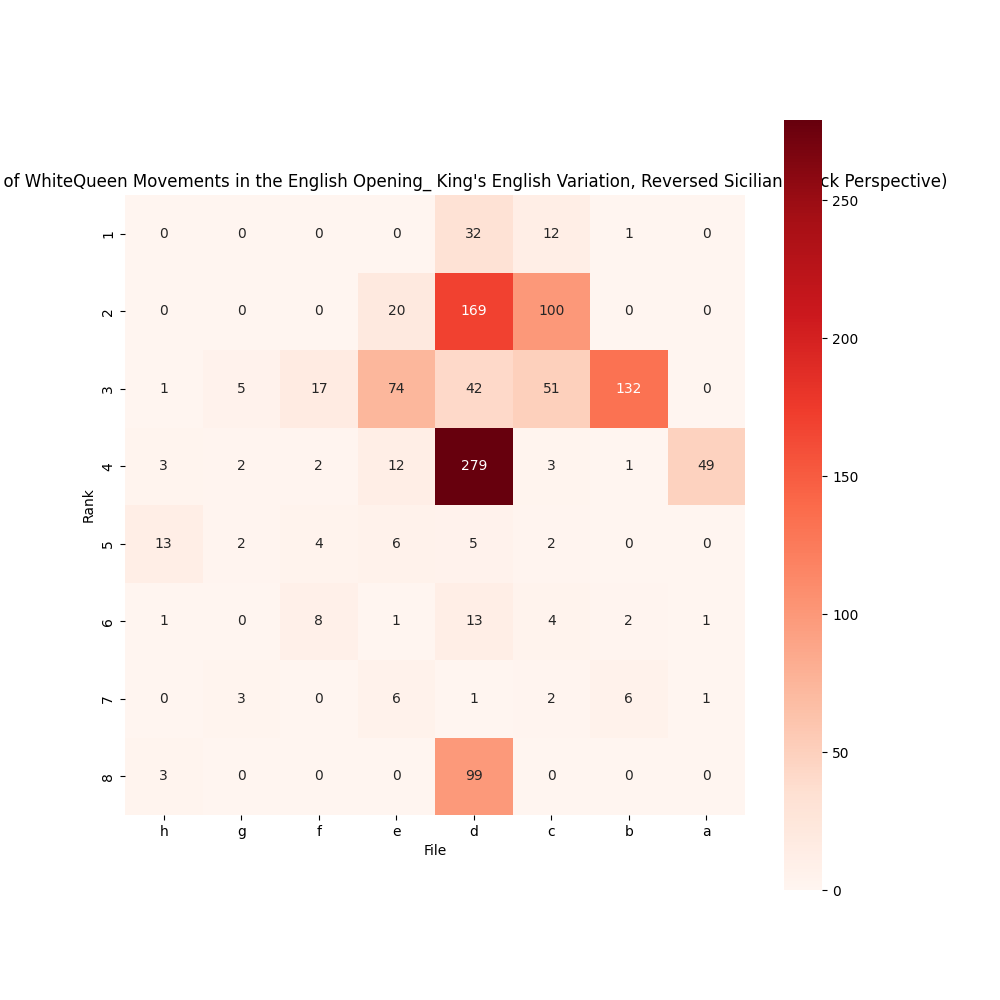 of WhiteQueen Movements in the English Opening_ King's English Variation, Reversed Sicilian ck Perspective)
250
1 0 0 0 0 32 12 1 0
2 0 0 0 20 169 100 0 0
200
3 1 5 17 74 42 51 132 0
150
4 3 2 2 12 279 3 1 49
Rank
5 13 2 4 6 5 2 0 0
100
6 1 0 8 1 13 4 2 1
7 0 3 0 6 1 2 6 1
50
8 3 0 0 0 99 0 0 0
h g f e d c b a
File
0